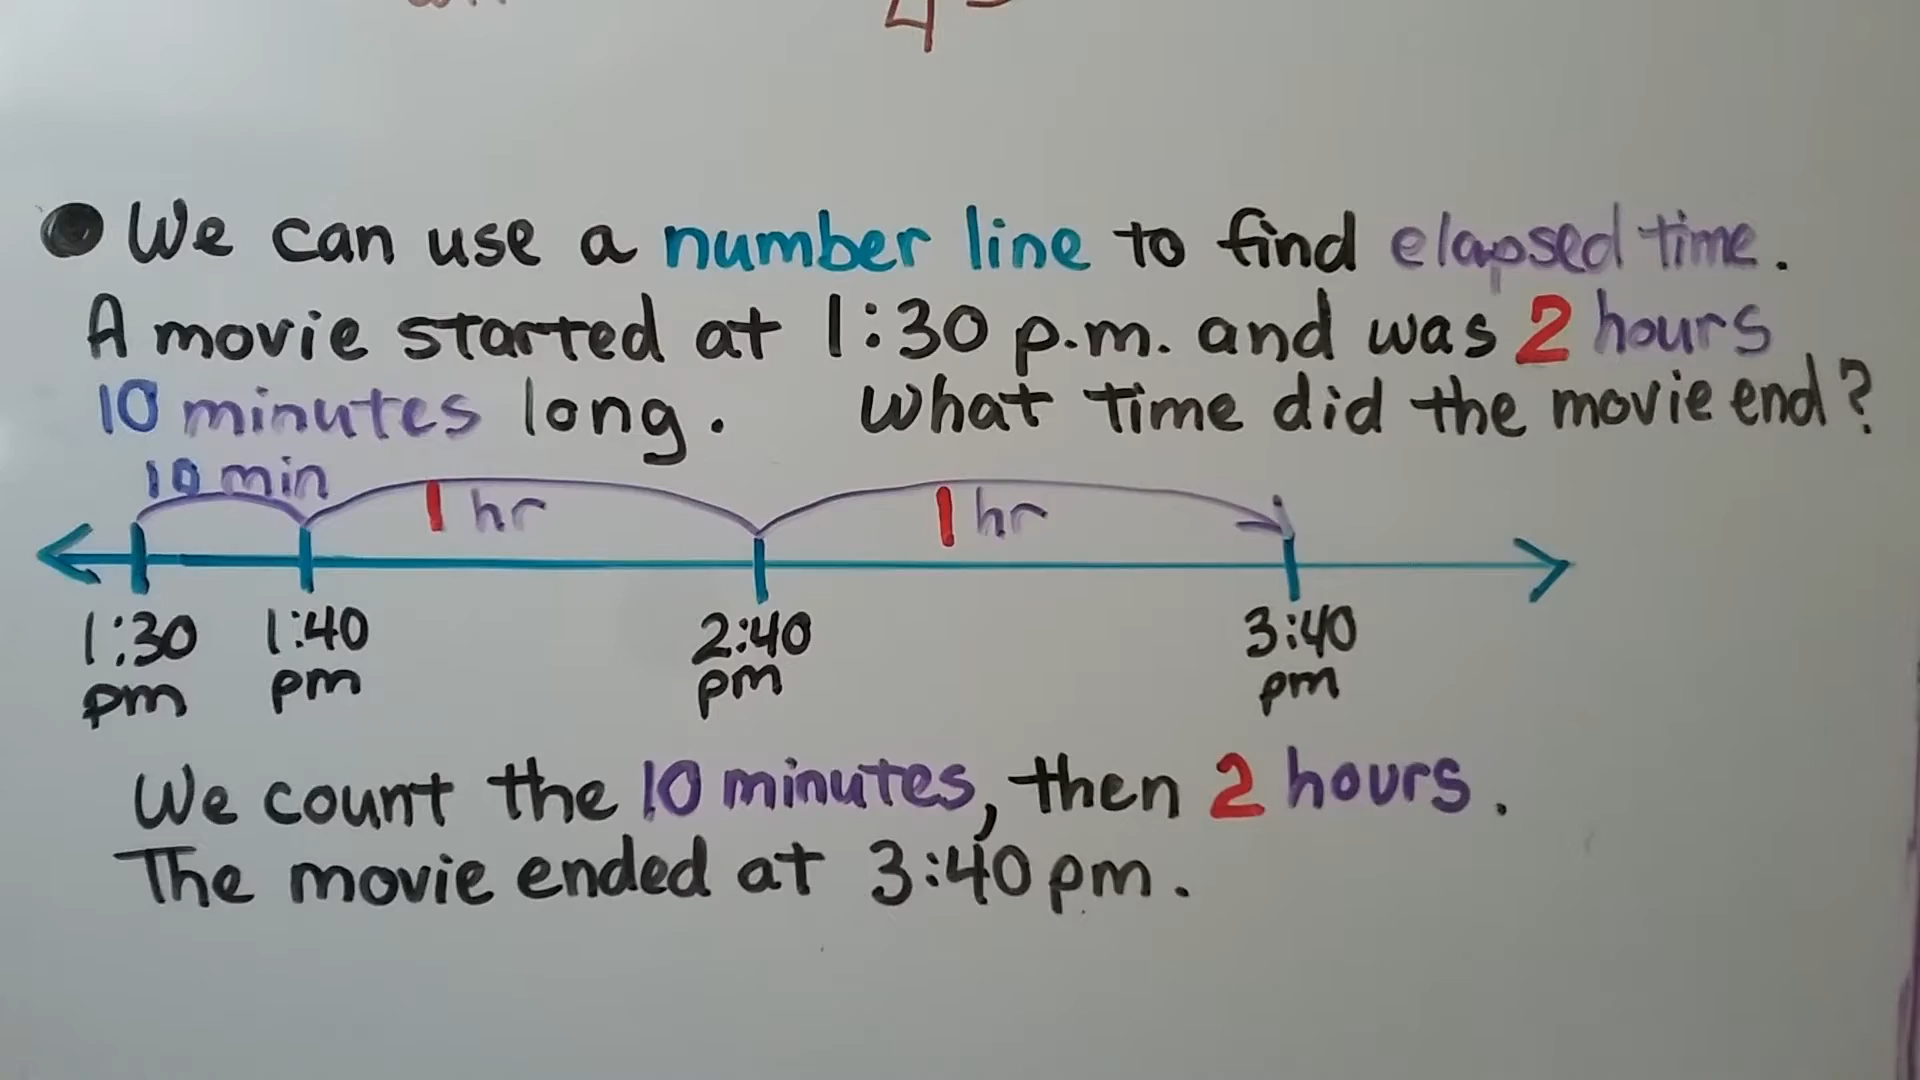 We can use a number line to find elapsed time.
A movie started at 1:30 p.m. and was 2 hours
10 minutes long. What time did the movie end?
10 min 1 hr 1 hr
1:30 pm 1:40 pm 2:40 pm 3:40 pm
We count the 10 minutes, then 2 hours.
The movie ended at 3:40 pm.